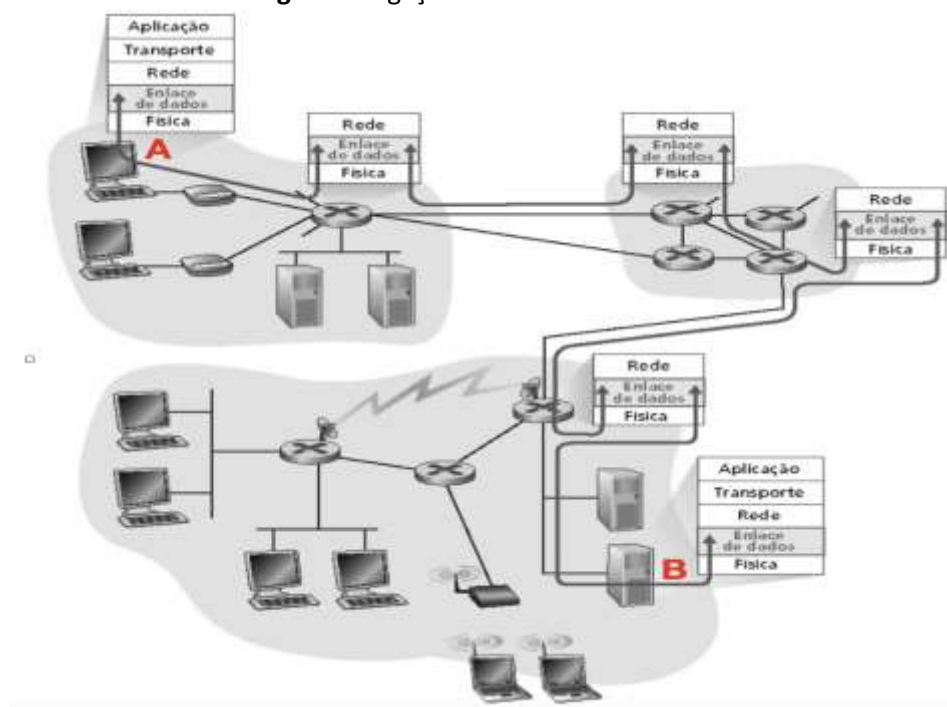 Aplicação
Transporte
Rede
Enlace
de dados
Física
A
Rede
Enlace
de dados
Física
Rede
Enlace
de dados
Física
Rede
Enlace
de dados
Física
Rede
Enlace
de dados
Física
Aplicação
Transporte
Rede
Enlace
de dados
Física
B